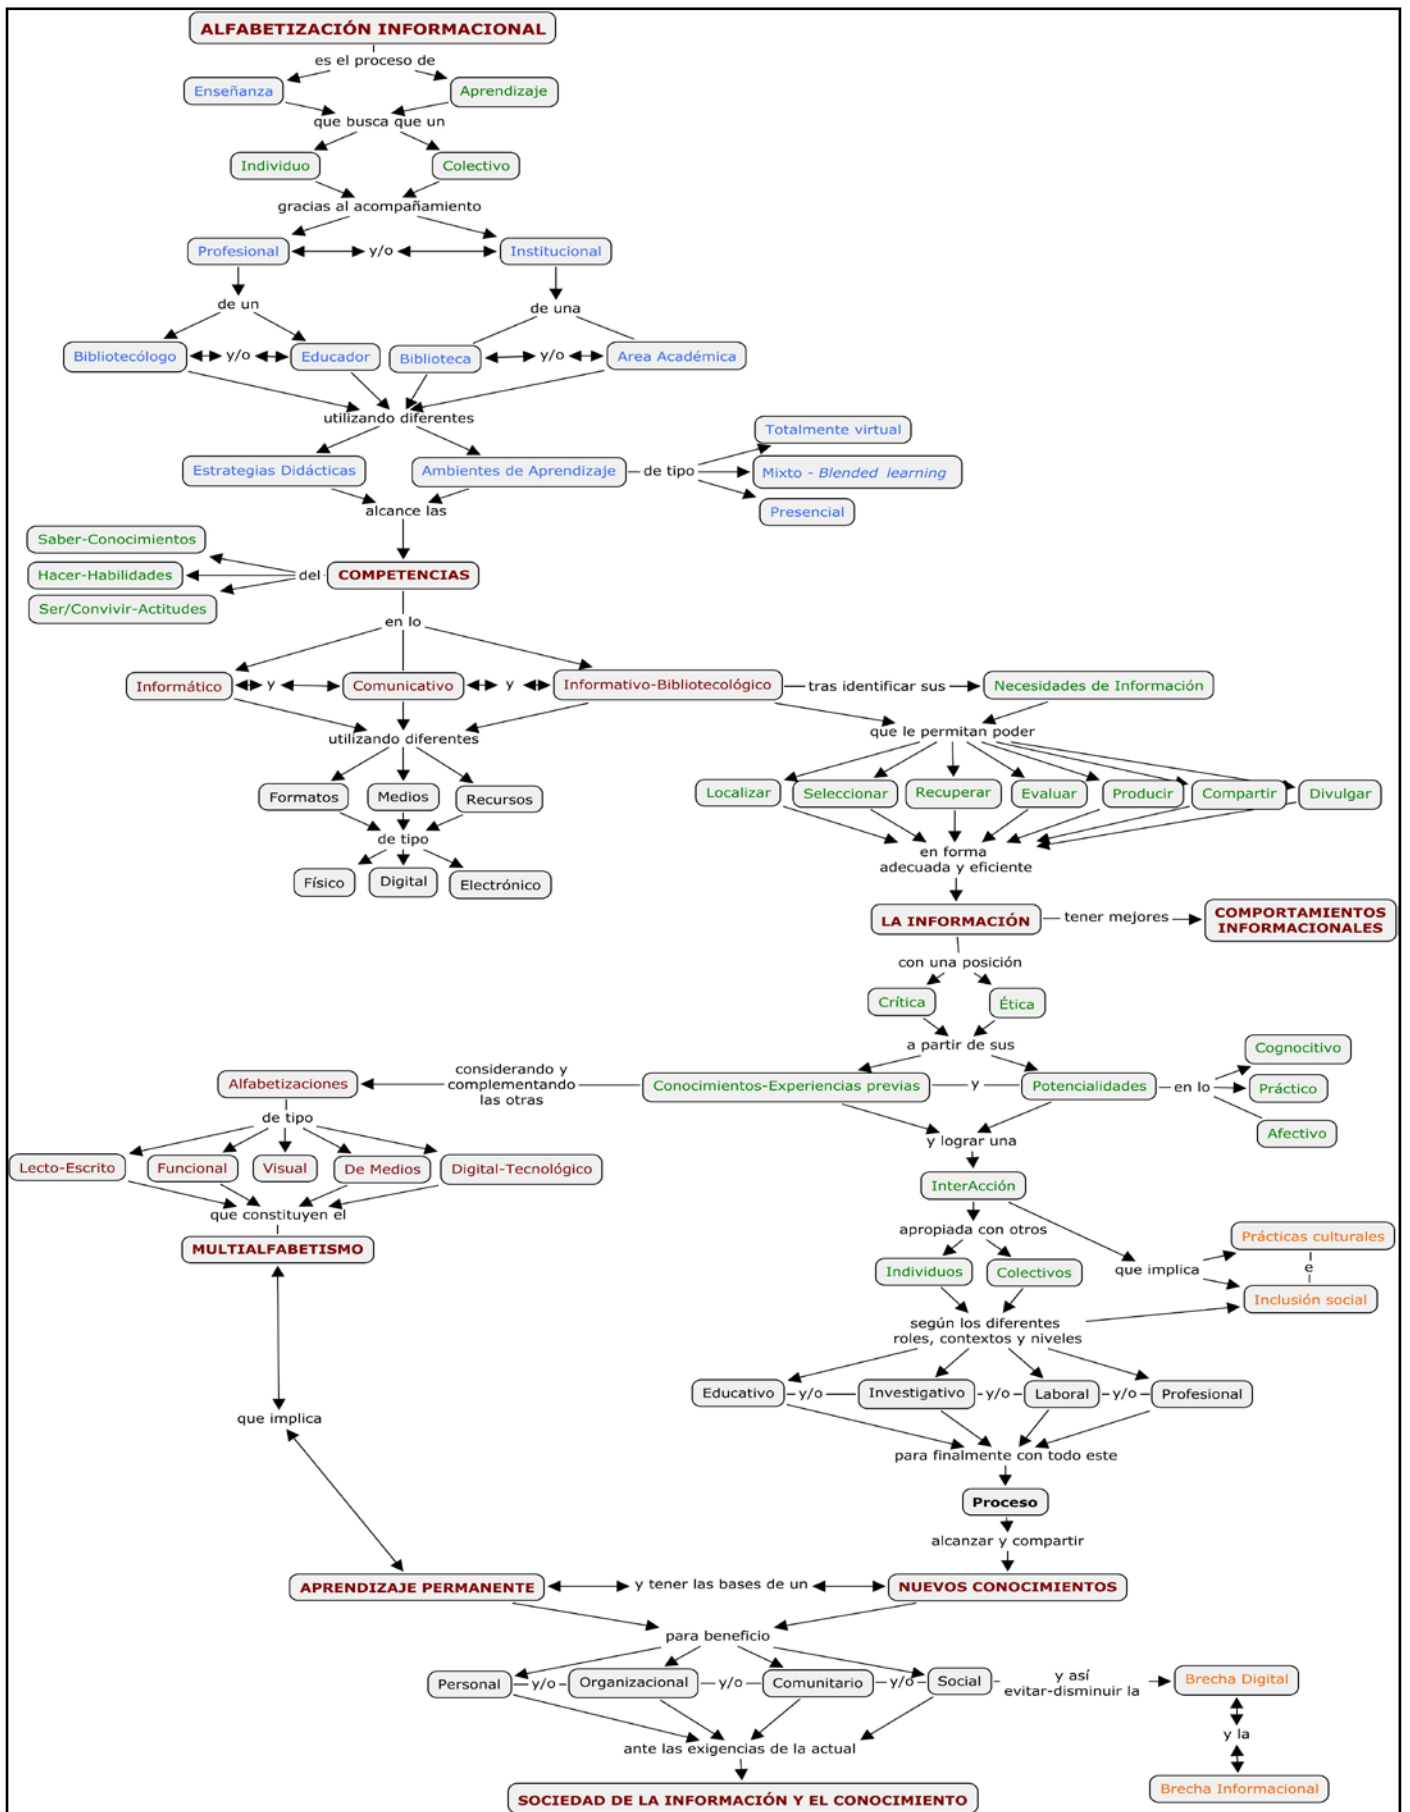 ALFABETIZACIÓN INFORMACIONAL
es el proceso de
Enseñanza
Aprendizaje
que busca que un
Individuo
Colectivo
gracias al acompañamiento
Profesional
y/o
Institucional
de un
de una
Bibliotecólogo
y/o
Educador
Biblioteca
y/o
Area Académica
utilizando diferentes
Totalmente virtual
Estrategias Didácticas
Ambientes de Aprendizaje
de tipo
Mixto - Blended learning
Presencial
alcance las
Saber-Conocimientos
Hacer-Habilidades
Ser/Convivir-Actitudes
del
COMPETENCIAS
en lo
Informático
y
Comunicativo
y
Informativo-Bibliotecológico
tras identificar sus
Necesidades de Información
utilizando diferentes
que le permitan poder
Formatos
Medios
Recursos
Localizar
Seleccionar
Recuperar
Evaluar
Producir
Compartir
Divulgar
de tipo
en forma
adecuada y eficiente
Físico
Digital
Electrónico
LA INFORMACIÓN
tener mejores
COMPORTAMIENTOS
INFORMACIONALES
con una posición
Crítica
Ética
a partir de sus
Cognocitivo
Alfabetizaciones
considerando y
complementando
las otras
Conocimientos-Experiencias previas
y
Potencialidades
en lo
Práctico
Afectivo
de tipo
y lograr una
Lecto-Escrito
Funcional
Visual
De Medios
Digital-Tecnológico
InterAcción
que constituyen el
apropiada con otros
MULTIALFABETISMO
Prácticas culturales
Individuos
Colectivos
que implica
e
Inclusión social
según los diferentes
roles, contextos y niveles
Educativo
y/o
Investigativo
y/o
Laboral
y/o
Profesional
que implica
para finalmente con todo este
Proceso
alcanzar y compartir
APRENDIZAJE PERMANENTE
y tener las bases de un
NUEVOS CONOCIMIENTOS
para beneficio
Personal
y/o
Organizacional
y/o
Comunitario
y/o
Social
y así
evitar-disminuir la
Brecha Digital
y la
ante las exigencias de la actual
Brecha Informacional
SOCIEDAD DE LA INFORMACIÓN Y EL CONOCIMIENTO